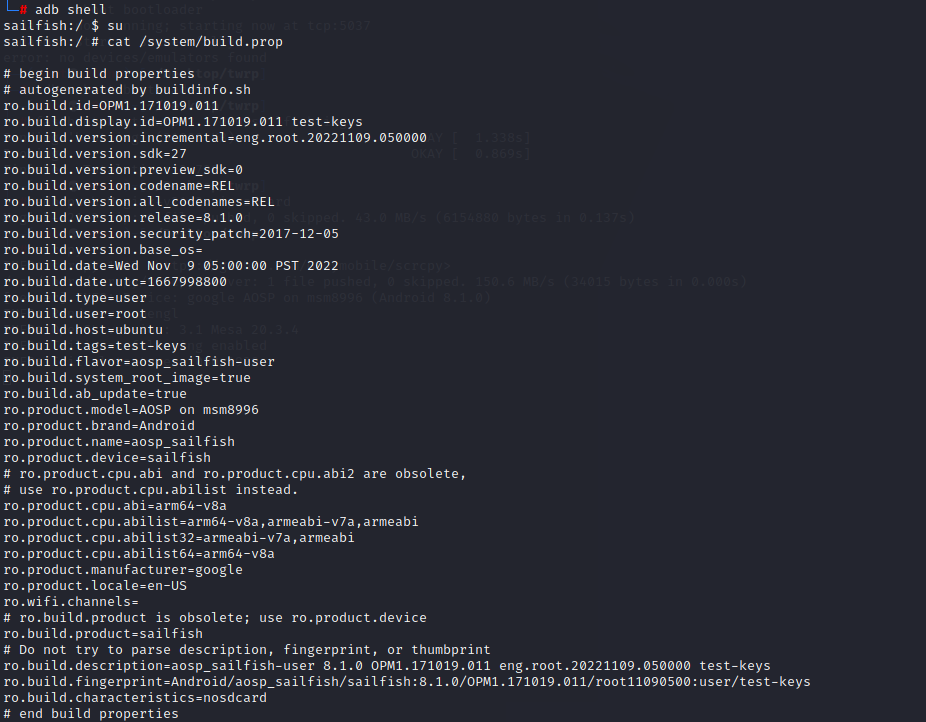 └─# adb shell
sailfish:/ $ su
sailfish:/ # cat /system/build.prop
# begin build properties
# autogenerated by buildinfo.sh
ro.build.id=OPM1.171019.011
ro.build.display.id=OPM1.171019.011 test-keys
ro.build.version.incremental=eng.root.20221109.050000
ro.build.version.sdk=27
ro.build.version.preview_sdk=0
ro.build.version.codename=REL
ro.build.version.all_codenames=REL
ro.build.version.release=8.1.0
ro.build.version.security_patch=2017-12-05
ro.build.version.base_os=
ro.build.date=Wed Nov  9 05:00:00 PST 2022
ro.build.date.utc=1667998800
ro.build.type=user
ro.build.user=root
ro.build.host=ubuntu
ro.build.tags=test-keys
ro.build.flavor=aosp_sailfish-user
ro.build.system_root_image=true
ro.build.ab_update=true
ro.product.model=AOSP on msm8996
ro.product.brand=Android
ro.product.name=aosp_sailfish
ro.product.device=sailfish
# ro.product.cpu.abi and ro.product.cpu.abi2 are obsolete,
# use ro.product.cpu.abilist instead.
ro.product.cpu.abi=arm64-v8a
ro.product.cpu.abilist=arm64-v8a,armeabi-v7a,armeabi
ro.product.cpu.abilist32=armeabi-v7a,armeabi
ro.product.cpu.abilist64=arm64-v8a
ro.product.manufacturer=google
ro.product.locale=en-US
ro.wifi.channels=
# ro.build.product is obsolete; use ro.product.device
ro.build.product=sailfish
# Do not try to parse description, fingerprint, or thumbprint
ro.build.description=aosp_sailfish-user 8.1.0 OPM1.171019.011 eng.root.20221109.050000 test-keys
ro.build.fingerprint=Android/aosp_sailfish/sailfish:8.1.0/OPM1.171019.011/root11090500:user/test-keys
ro.build.characteristics=nosdcard
# end build properties